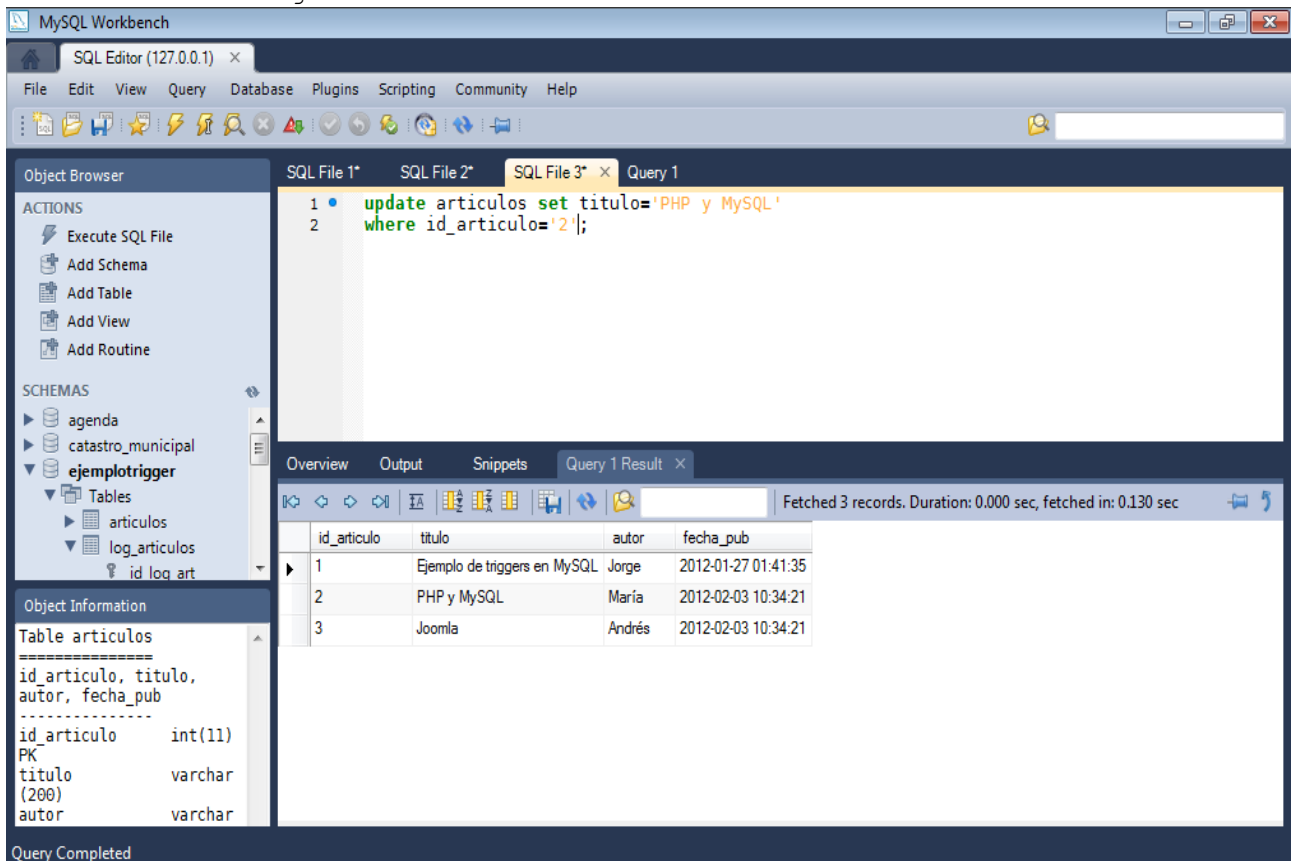 MySQL Workbench
SQL Editor (127.0.0.1)
File Edit View Query Database Plugins Scripting Community Help
Object Browser
ACTIONS
Execute SQL File
Add Schema
Add Table
Add View
Add Routine
SCHEMAS
agenda
catastro_municipal
ejemplotrigger
Tables
articulos
log_articulos
id_log_art
Object Information
Table articulos
===============
id_articulo, titulo,
autor, fecha_pub
---------------
id_articulo int(11)
PK
titulo varchar
(200)
autor varchar
SQL File 1* SQL File 2* SQL File 3* Query 1
1 update articulos set titulo='PHP y MySQL'
2 where id_articulo='2';
Overview Output Snippets Query 1 Result
Fetched 3 records. Duration: 0.000 sec, fetched in: 0.130 sec
id_articulo titulo autor fecha_pub
1 Ejemplo de triggers en MySQL Jorge 2012-01-27 01:41:35
2 PHP y MySQL María 2012-02-03 10:34:21
3 Joomla Andrés 2012-02-03 10:34:21
Query Completed